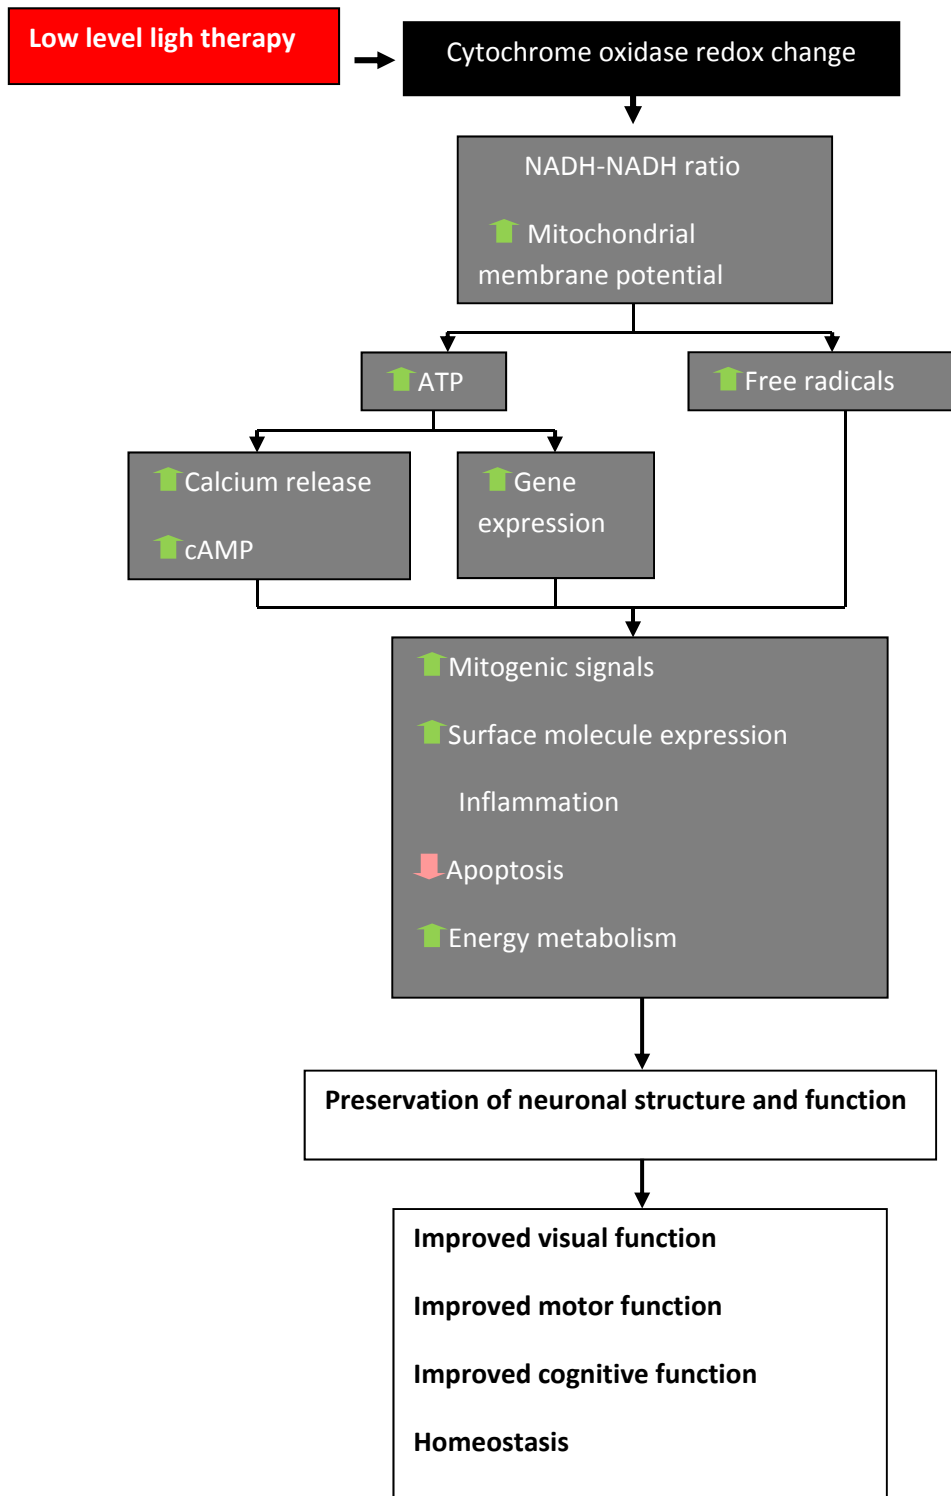 Low level ligh therapy
Cytochrome oxidase redox change
NADH-NADH ratio
Mitochondrial
membrane potential
ATP
Free radicals
Calcium release
cAMP
Gene
expression
Mitogenic signals
Surface molecule expression
Inflammation
Apoptosis
Energy metabolism
Preservation of neuronal structure and function
Improved visual function
Improved motor function
Improved cognitive function
Homeostasis